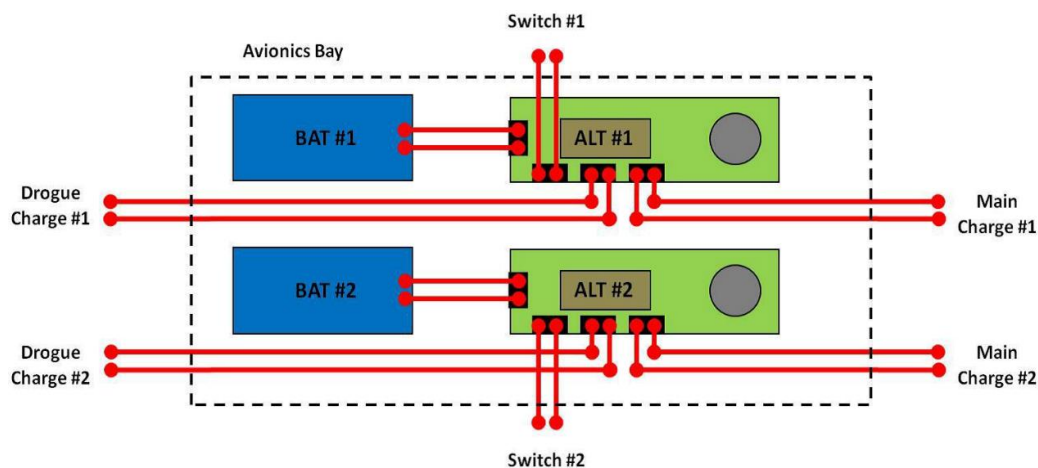 Switch #1
Avionics Bay
BAT #1
ALT #1
Drogue
Charge #1
Main
Charge #1
BAT #2
ALT #2
Drogue
Charge #2
Main
Charge #2
Switch #2